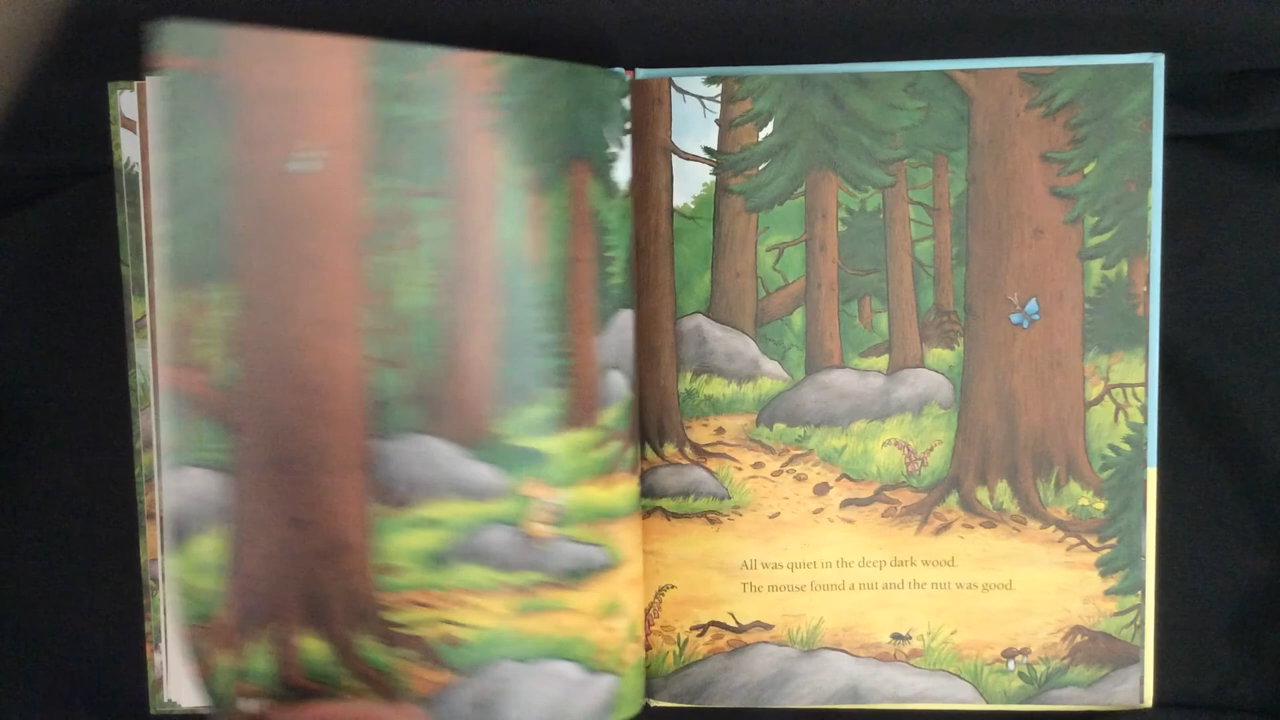 All was quiet in the deep dark wood.
The mouse found a nut and the nut was good.